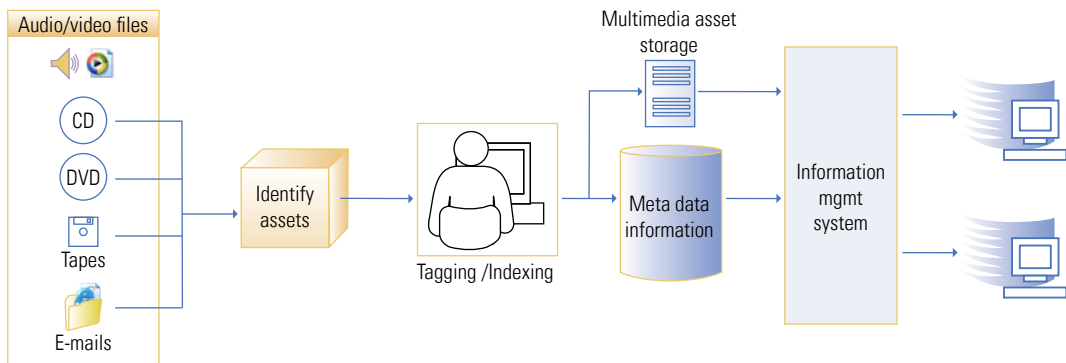 Audio/video files
CD
DVD
Tapes
E-mails
Identify
assets
Tagging /Indexing
Multimedia asset
storage
Meta data
information
Information
mgmt
system